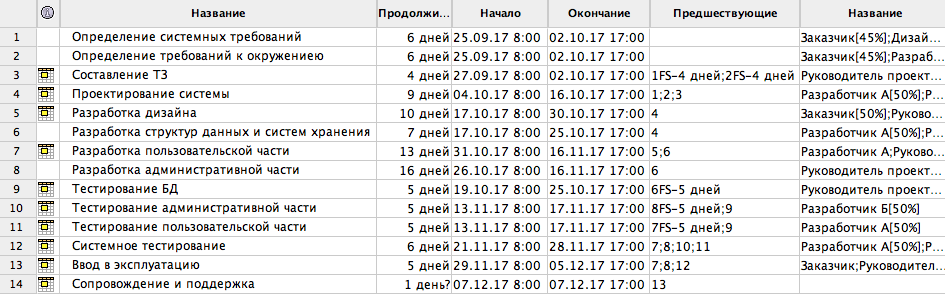 Название Продолжи... Начало Окончание Предшествующие Название
1 Определение системных требований 6 дней 25.09.17 8:00 02.10.17 17:00 Заказчик[45%];Дизай...
2 Определение требований к окружениею 6 дней 25.09.17 8:00 02.10.17 17:00 Заказчик[45%];Разраб...
3 Составление ТЗ 4 дней 27.09.17 8:00 02.10.17 17:00 1FS-4 дней;2FS-4 дней Руководитель проект...
4 Проектирование системы 9 дней 04.10.17 8:00 16.10.17 17:00 1;2;3 Разработчик А[50%];Р...
5 Разработка дизайна 10 дней 17.10.17 8:00 30.10.17 17:00 4 Заказчик[50%];Руково...
6 Разработка структур данных и систем хранения 7 дней 17.10.17 8:00 25.10.17 17:00 4 Разработчик А[50%];Р...
7 Разработка пользовательской части 13 дней 31.10.17 8:00 16.11.17 17:00 5;6 Разработчик А;Руково...
8 Разработка административной части 16 дней 26.10.17 8:00 16.11.17 17:00 6 Руководитель проект...
9 Тестирование БД 5 дней 19.10.17 8:00 25.10.17 17:00 6FS-5 дней Руководитель проект...
10 Тестирование административной части 5 дней 13.11.17 8:00 17.11.17 17:00 8FS-5 дней;9 Разработчик Б[50%]
11 Тестирование пользовательской части 5 дней 13.11.17 8:00 17.11.17 17:00 7FS-5 дней;9 Разработчик А[50%]
12 Системное тестирование 6 дней 21.11.17 8:00 28.11.17 17:00 7;8;10;11 Разработчик А[50%];Р...
13 Ввод в эксплуатацию 5 дней 29.11.17 8:00 05.12.17 17:00 7;8;12 Заказчик;Руководител...
14 Сопровождение и поддержка 1 день? 07.12.17 8:00 07.12.17 17:00 13